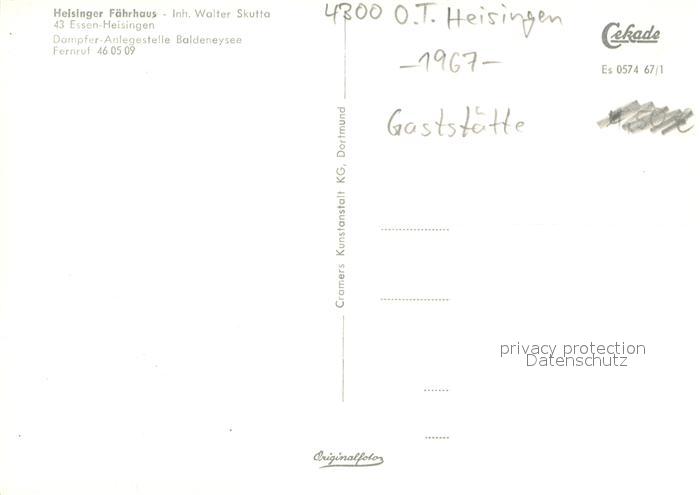 Heisinger Fährhaus - Inh. Walter Skutta
43 Essen-Heisingen
Dampfer-Anlegestelle Baldeneysee
Fernruf 46 05 09
4300 O.T. Heisingen
-1967-
Gaststätte
Cekade
Es 0574 67/1
Cramers Kunstanstalt KG, Dortmund
privacy protection
Datenschutz
Originalfotos